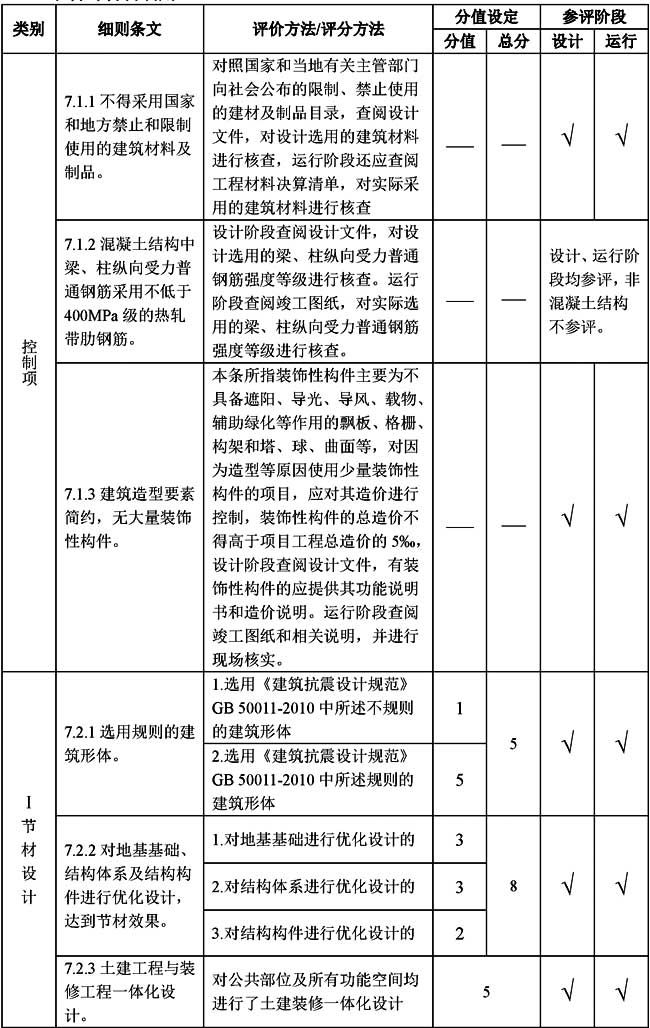 类别 细则条文 评价方法/评分方法 分值设定 参评阶段
分值 总分 设计 运行
控制项
7.1.1 不得采用国家
和地方禁止和限制
使用的建筑材料及
制品。
对照国家和当地有关主管部门
向社会公布的限制、禁止使用
的建材及制品目录，查阅设计
文件，对设计选用的建筑材料
进行核查，运行阶段还应查阅
工程材料决算清单，对实际采
用的建筑材料进行核查
— — √ √
7.1.2 混凝土结构中
梁、柱纵向受力普
通钢筋采用不低于
400MPa 级的热轧
带肋钢筋。
设计阶段查阅设计文件，对设
计选用的梁、柱纵向受力普通
钢筋强度等级进行核查。运行
阶段查阅竣工图纸，对实际选
用的梁、柱纵向受力普通钢筋
强度等级进行核查。
— —
设计、运行阶
段均参评，非
混凝土结构
不参评。
7.1.3 建筑造型要素
简约，无大量装饰
性构件。
本条所指装饰性构件主要为不
具备遮阳、导光、导风、载物、
辅助绿化等作用的飘板、格栅、
构架和塔、球、曲面等，对因
为造型等原因使用少量装饰性
构件的项目，应对其造价进行
控制，装饰性构件的总造价不
得高于项目工程总造价的 5‰，
设计阶段查阅设计文件，有装
饰性构件的应提供其功能说明
书和造价说明。运行阶段查阅
竣工图纸和相关说明，并进行
现场核实。
— — √ √
I
节
材
设
计
7.2.1 选用规则的建
筑形体。
1.选用《建筑抗震设计规范》
GB 50011-2010 中所述不规则
的建筑形体
1
2.选用《建筑抗震设计规范》
GB 50011-2010 中所述规则的
建筑形体
5
5 √ √
7.2.2 对地基基础、
结构体系及结构构
件进行优化设计，
达到节材效果。
1.对地基基础进行优化设计的 3
2.对结构体系进行优化设计的 3
3.对结构构件进行优化设计的 2
8 √ √
7.2.3 土建工程与装
修工程一体化设
计。
对公共部位及所有功能空间均
进行了土建装修一体化设计
5 √ √